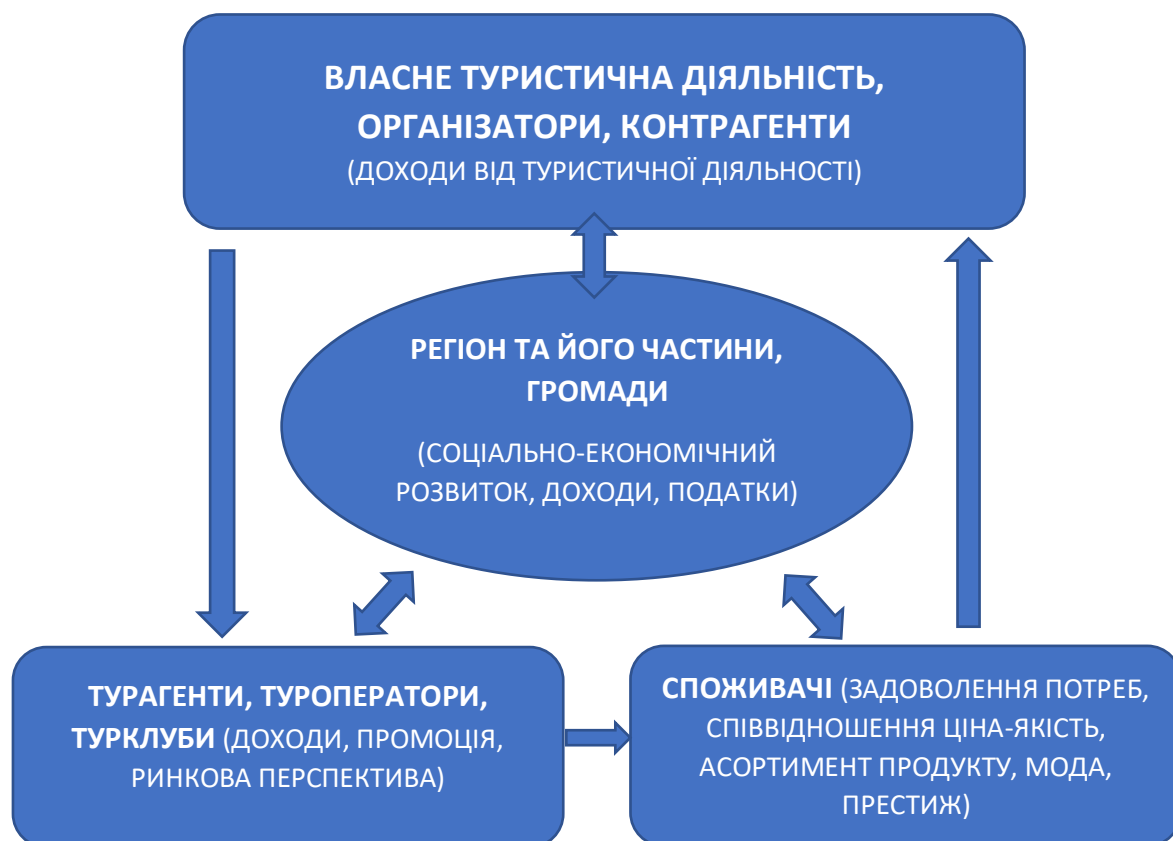 ВЛАСНЕ ТУРИСТИЧНА ДІЯЛЬНІСТЬ,
ОРГАНІЗАТОРИ, КОНТРАГЕНТИ
(ДОХОДИ ВІД ТУРИСТИЧНОЇ ДІЯЛЬНОСТІ)
РЕГІОН ТА ЙОГО ЧАСТИНИ,
ГРОМАДИ
(СОЦІАЛЬНО-ЕКОНОМІЧНИЙ
РОЗВИТОК, ДОХОДИ, ПОДАТКИ)
ТУРАГЕНТИ, ТУРОПЕРАТОРИ,
ТУРКЛУБИ (ДОХОДИ, ПРОМОЦІЯ,
РИНКОВА ПЕРСПЕКТИВА)
СПОЖИВАЧІ (ЗАДОВОЛЕННЯ ПОТРЕБ,
СПІВВІДНОШЕННЯ ЦІНА-ЯКІСТЬ,
АСОРТИМЕНТ ПРОДУКТУ, МОДА,
ПРЕСТИЖ)